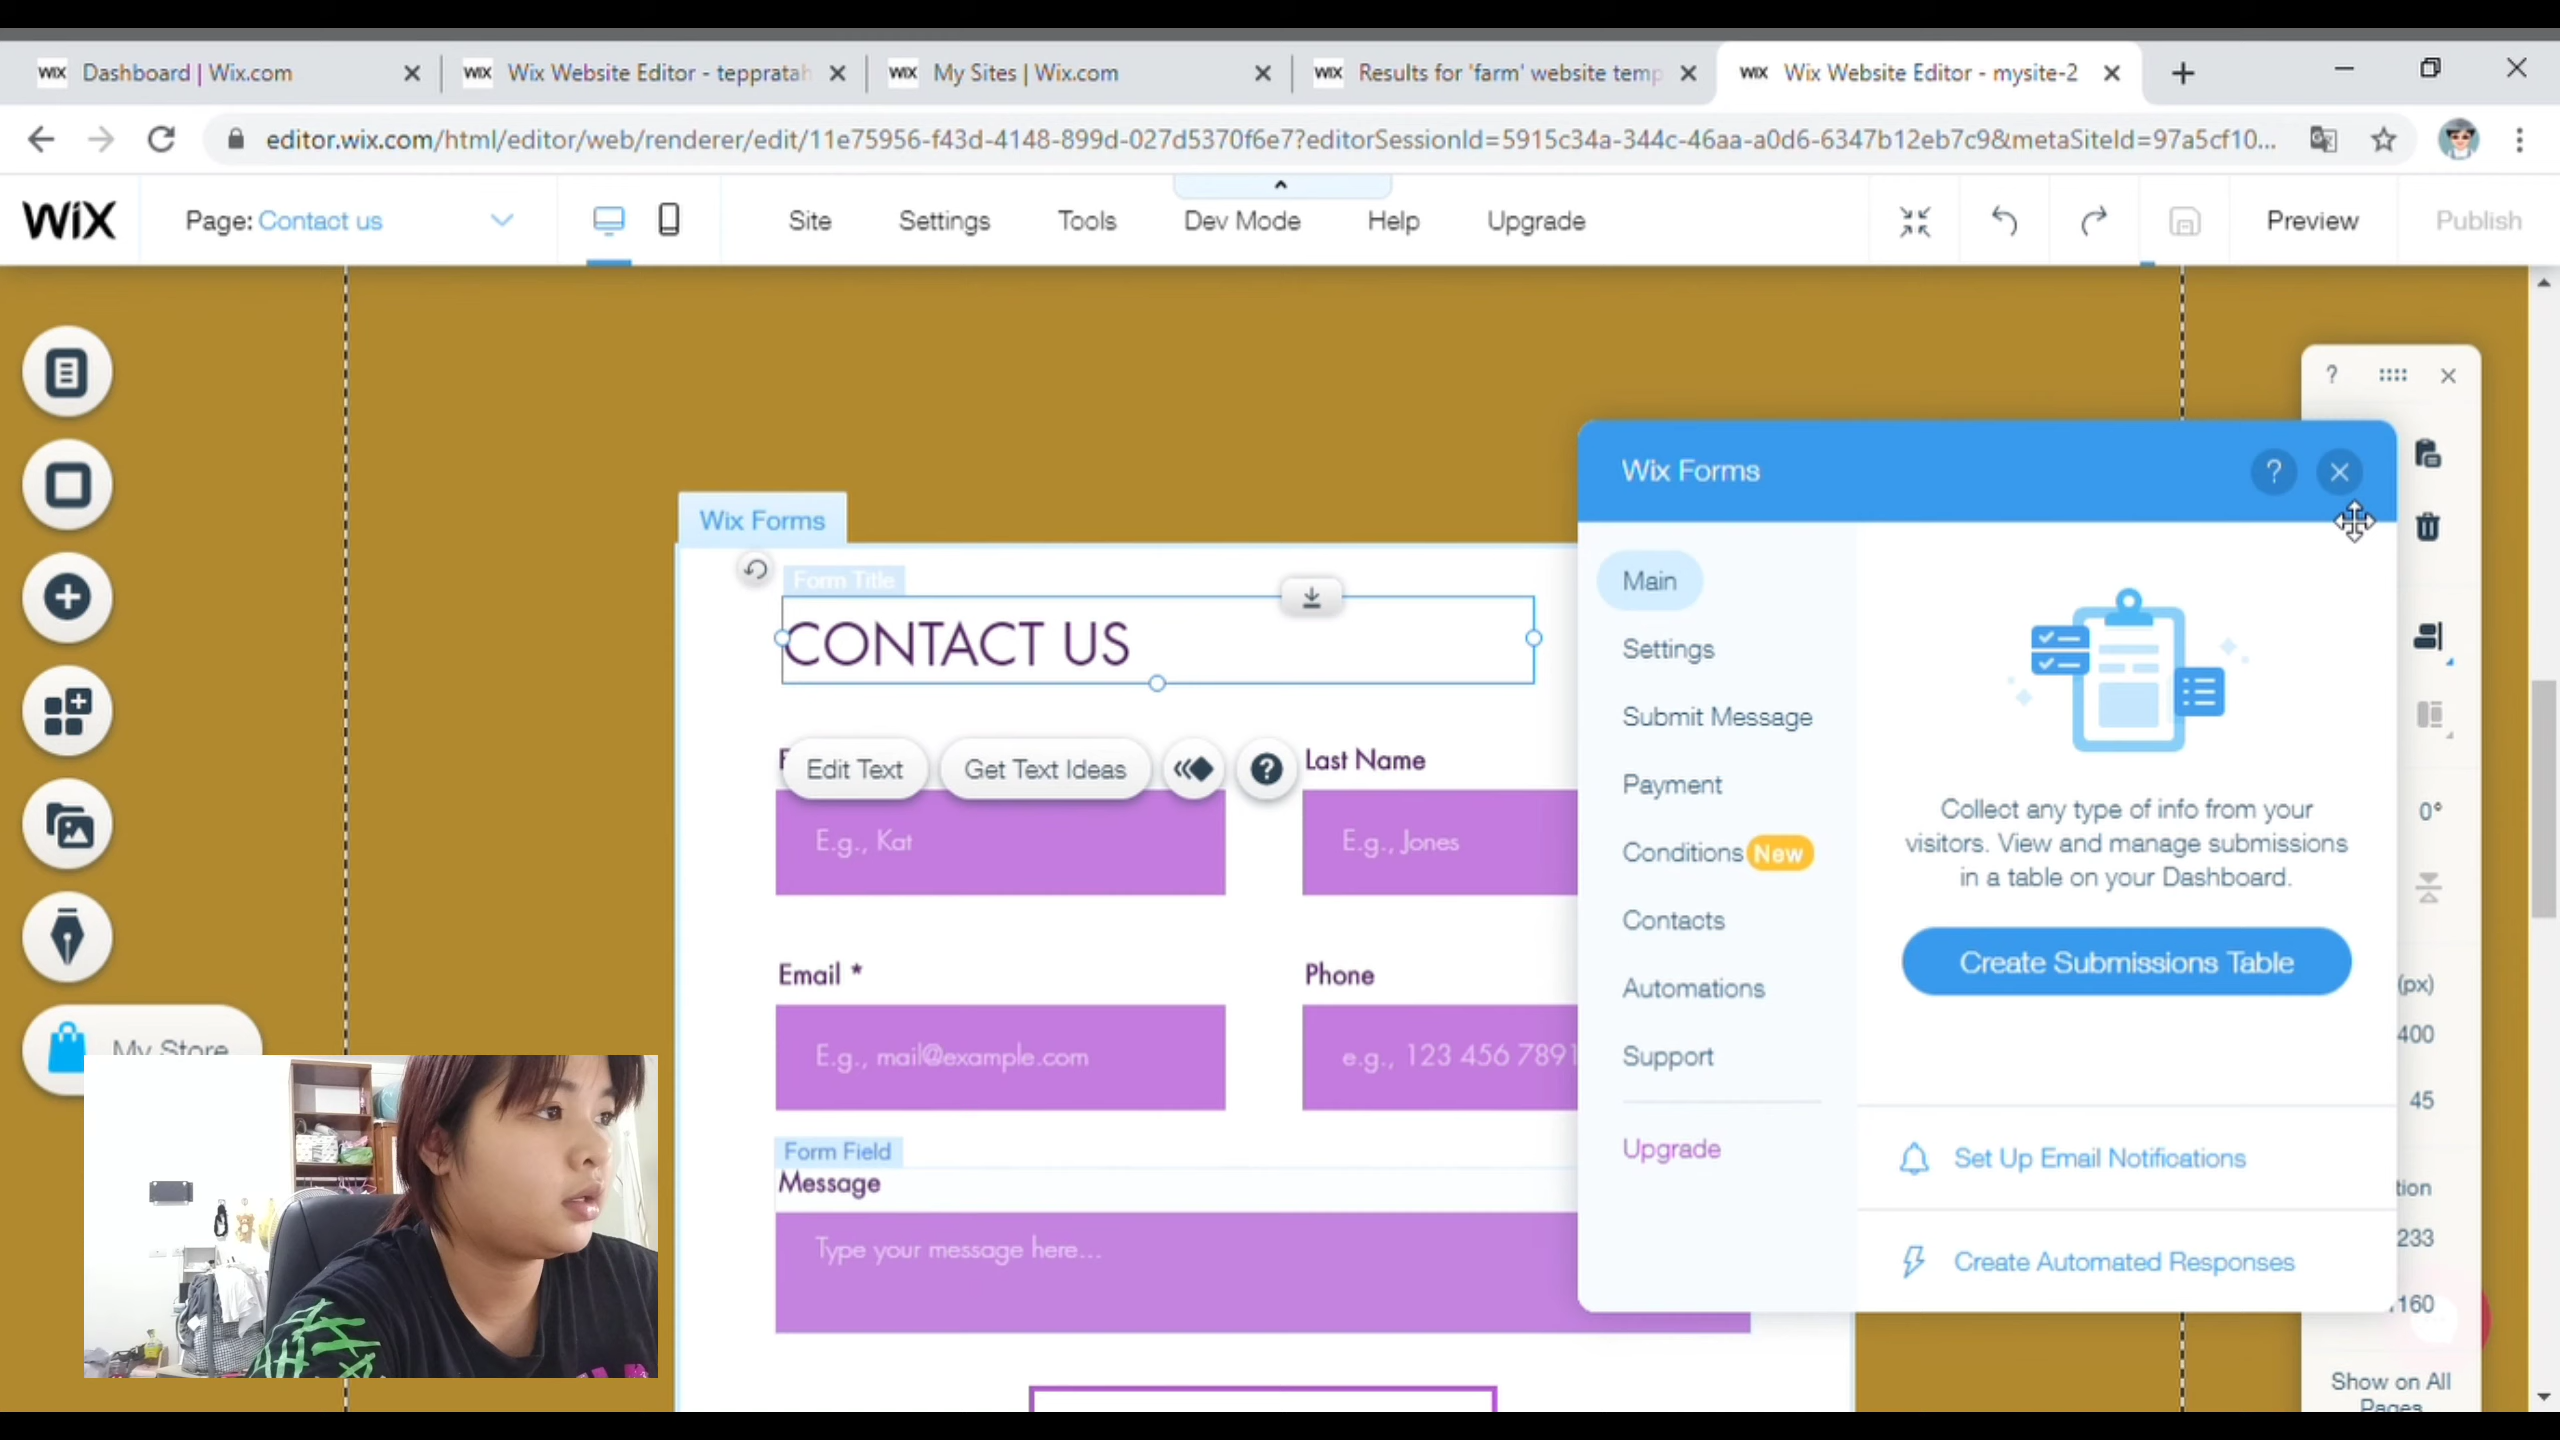 WIX Dashboard | Wix.com
WIX Wix Website Editor - teppratah
WIX My Sites | Wix.com
WIX Results for 'farm' website temp
WIX Wix Website Editor - mysite-2
editor.wix.com/html/editor/web/renderer/edit/11e75956-f43d-4148-899d-027d5370f6e7?editorSessionId=5915c34a-344c-46aa-a0d6-6347b12eb7c9&metaSiteId=97a5cf10...
WiX
Page: Contact us
Site
Settings
Tools
Dev Mode
Help
Upgrade
Preview
Publish
?
Wix Forms
?
Wix Forms
Form Title
CONTACT US
Edit Text
Get Text Ideas
?
Last Name
E.g., Kat
E.g., Jones
Email *
Phone
E.g., mail@example.com
e.g., 123 456 7891
Form Field
Message
Type your message here...
My Store
Main
Settings
Submit Message
Payment
Conditions New
Contacts
Automations
Support
Upgrade
Collect any type of info from your
visitors. View and manage submissions
in a table on your Dashboard.
Create Submissions Table
Set Up Email Notifications
Create Automated Responses
0°
(px)
400
45
tion
233
160
Show on All
Pages